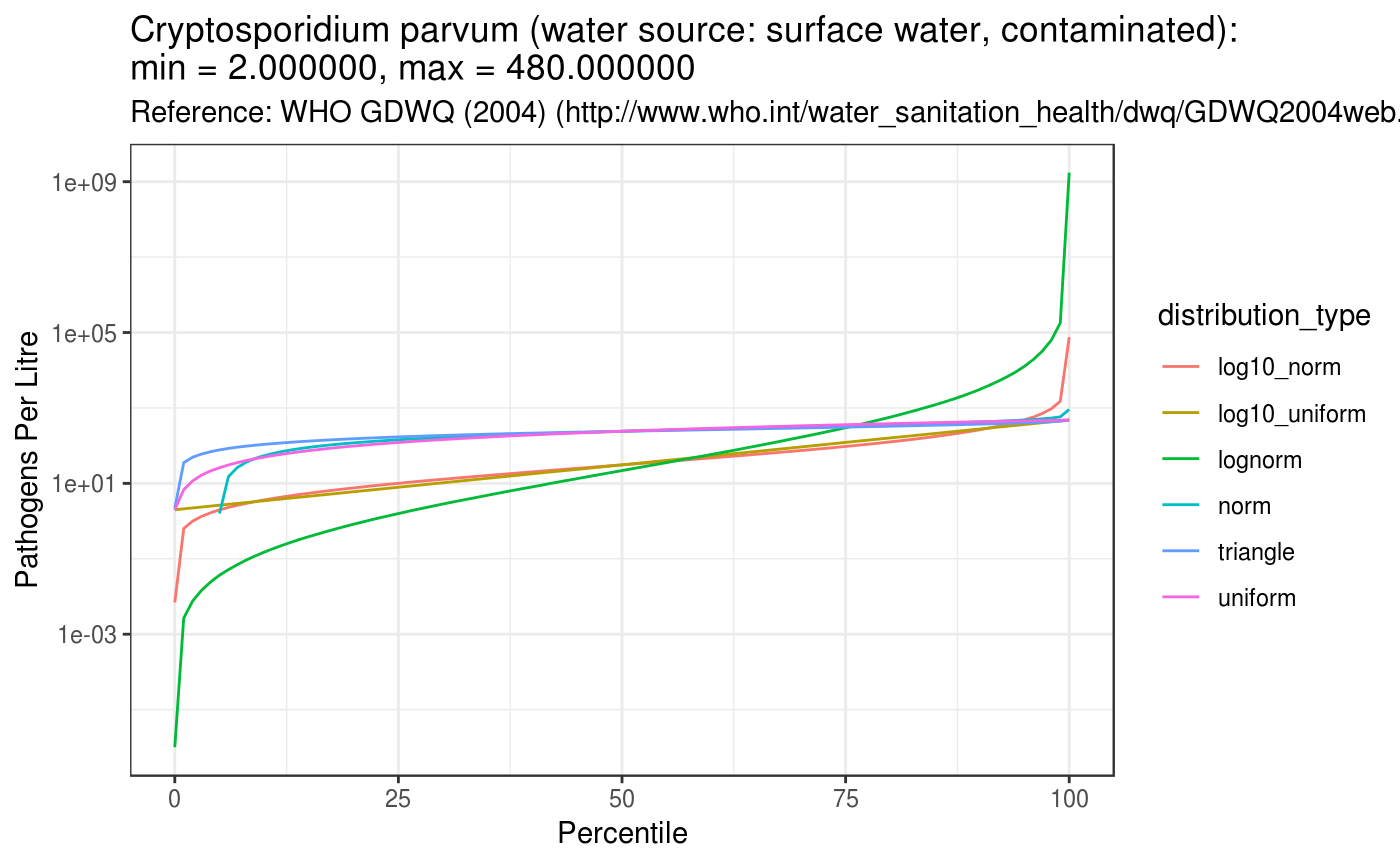 Cryptosporidium parvum (water source: surface water, contaminated):
min = 2.000000, max = 480.000000
Reference: WHO GDWQ (2004) (http://www.who.int/water_sanitation_health/dwq/GDWQ2004web.
1e+09
1e+05
1e+01
1e-03
Pathogens Per Litre
0 25 50 75 100
Percentile
distribution_type
log10_norm
log10_uniform
lognorm
norm
triangle
uniform